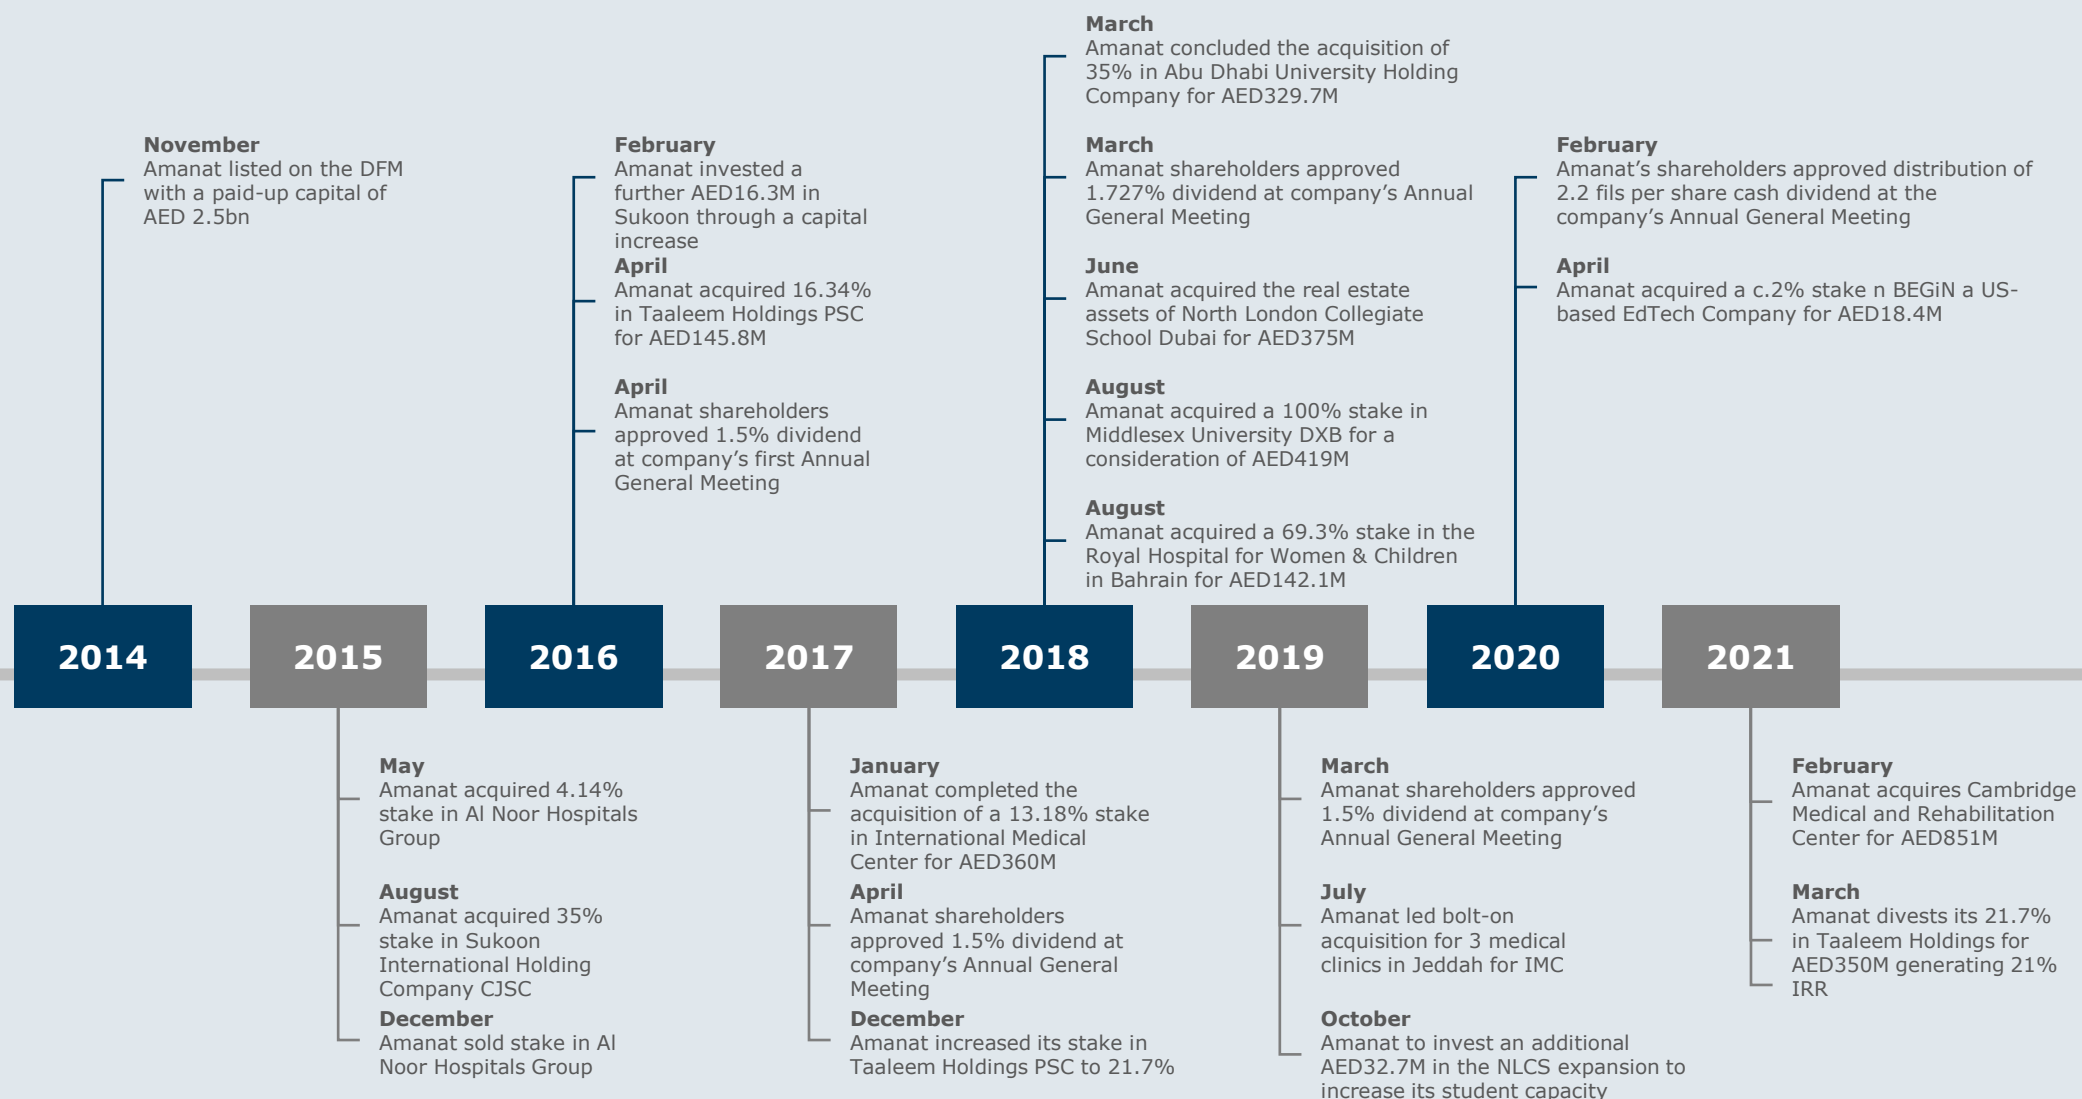 November
Amanat listed on the DFM
with a paid-up capital of
AED 2.5bn
February
Amanat invested a
further AED16.3M in
Sukoon through a capital
increase
April
Amanat acquired 16.34%
in Taaleem Holdings PSC
for AED145.8M
April
Amanat shareholders
approved 1.5% dividend
at company’s first Annual
General Meeting
March
Amanat concluded the acquisition of
35% in Abu Dhabi University Holding
Company for AED329.7M
March
Amanat shareholders approved
1.727% dividend at company’s Annual
General Meeting
June
Amanat acquired the real estate
assets of North London Collegiate
School Dubai for AED375M
August
Amanat acquired a 100% stake in
Middlesex University DXB for a
consideration of AED419M
August
Amanat acquired a 69.3% stake in the
Royal Hospital for Women & Children
in Bahrain for AED142.1M
February
Amanat’s shareholders approved distribution of
2.2 fils per share cash dividend at the
company’s Annual General Meeting
April
Amanat acquired a c.2% stake n BEGiN a US-
based EdTech Company for AED18.4M
2014
2015
2016
2017
2018
2019
2020
2021
May
Amanat acquired 4.14%
stake in Al Noor Hospitals
Group
August
Amanat acquired 35%
stake in Sukoon
International Holding
Company CJSC
December
Amanat sold stake in Al
Noor Hospitals Group
January
Amanat completed the
acquisition of a 13.18% stake
in International Medical
Center for AED360M
April
Amanat shareholders
approved 1.5% dividend at
company’s Annual General
Meeting
December
Amanat increased its stake in
Taaleem Holdings PSC to 21.7%
March
Amanat shareholders approved
1.5% dividend at company’s
Annual General Meeting
July
Amanat led bolt-on
acquisition for 3 medical
clinics in Jeddah for IMC
October
Amanat to invest an additional
AED32.7M in the NLCS expansion to
increase its student capacity
February
Amanat acquires Cambridge
Medical and Rehabilitation
Center for AED851M
March
Amanat divests its 21.7%
in Taaleem Holdings for
AED350M generating 21%
IRR